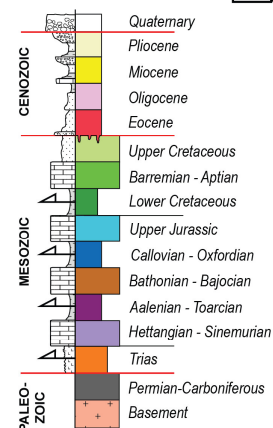 Quaternary
Pliocene
Miocene
Oligocene
Eocene
Upper Cretaceous
Barremian - Aptian
Lower Cretaceous
Upper Jurassic
Callovian - Oxfordian
Bathonian - Bajocian
Aalenian - Toarcian
Hettangian - Sinemurian
Trias
Permian-Carboniferous
Basement
CENOZOIC
MESOZOIC
PALEO-
ZOIC